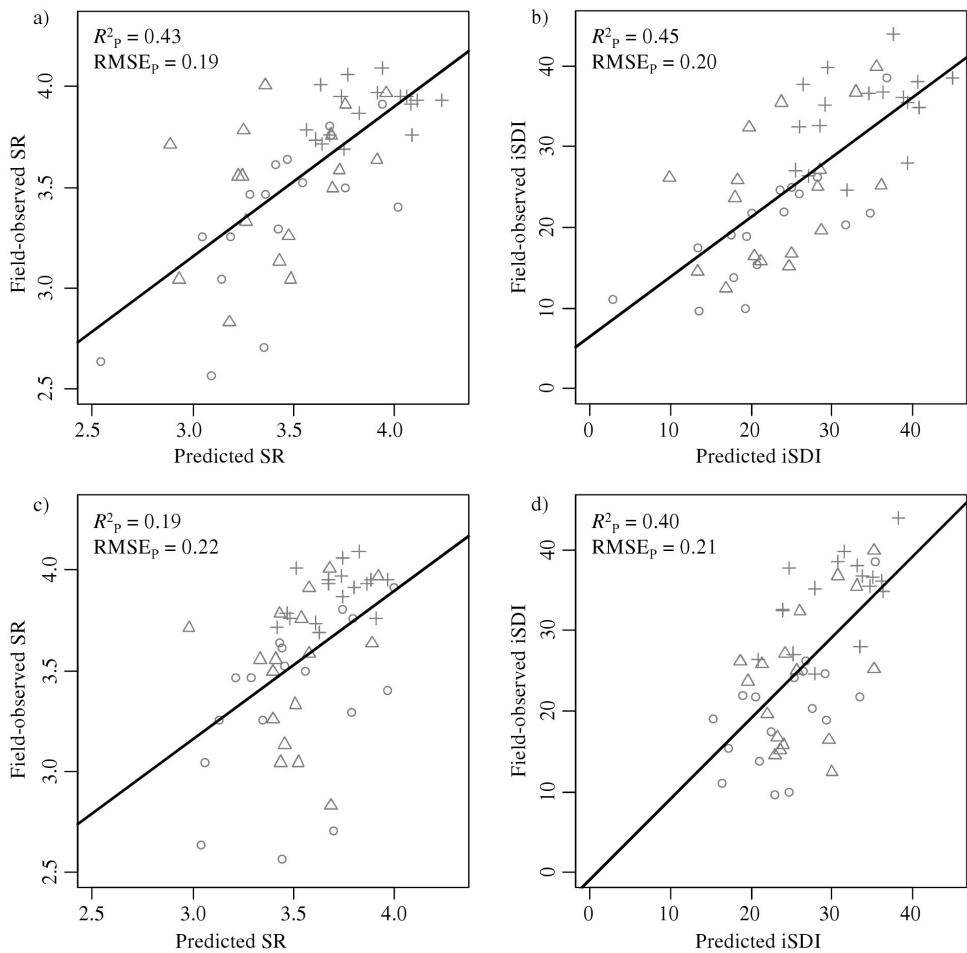 a)
R²P = 0.43
RMSEP = 0.19
Field-observed SR
4.0
3.5
3.0
2.5
2.5 3.0 3.5 4.0
Predicted SR
b)
R²P = 0.45
RMSEP = 0.20
Field-observed iSDI
40
30
20
10
0
0 10 20 30 40
Predicted iSDI
c)
R²P = 0.19
RMSEP = 0.22
Field-observed SR
4.0
3.5
3.0
2.5
2.5 3.0 3.5 4.0
Predicted SR
d)
R²P = 0.40
RMSEP = 0.21
Field-observed iSDI
40
30
20
10
0
0 10 20 30 40
Predicted iSDI